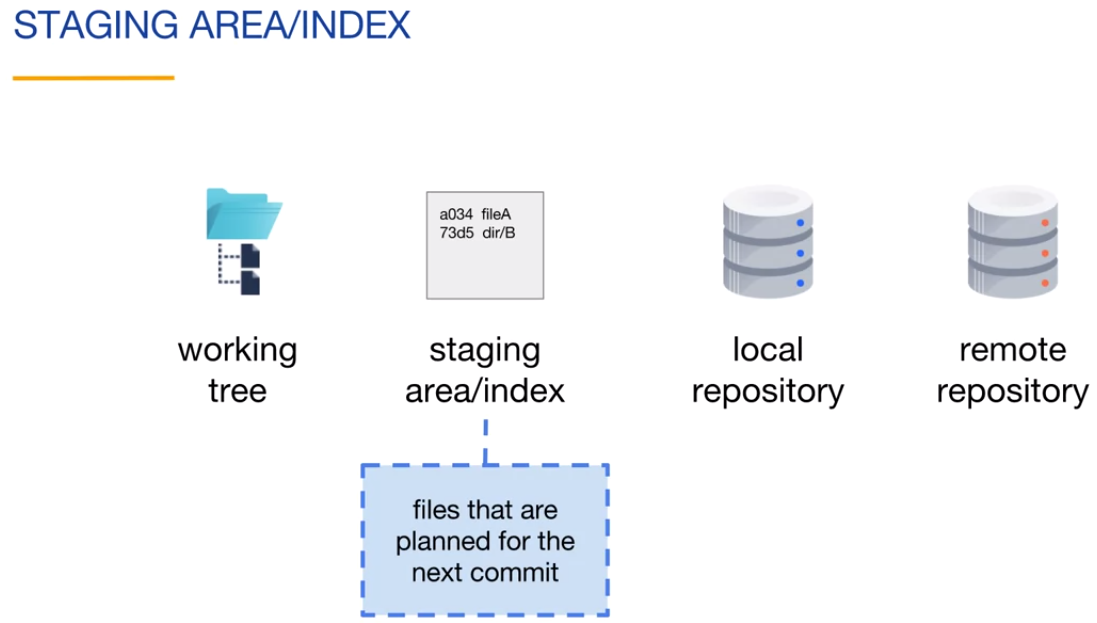 STAGING AREA/INDEX
a034 fileA
73d5 dir/B
working
tree
staging
area/index
local
repository
remote
repository
files that are
planned for the
next commit